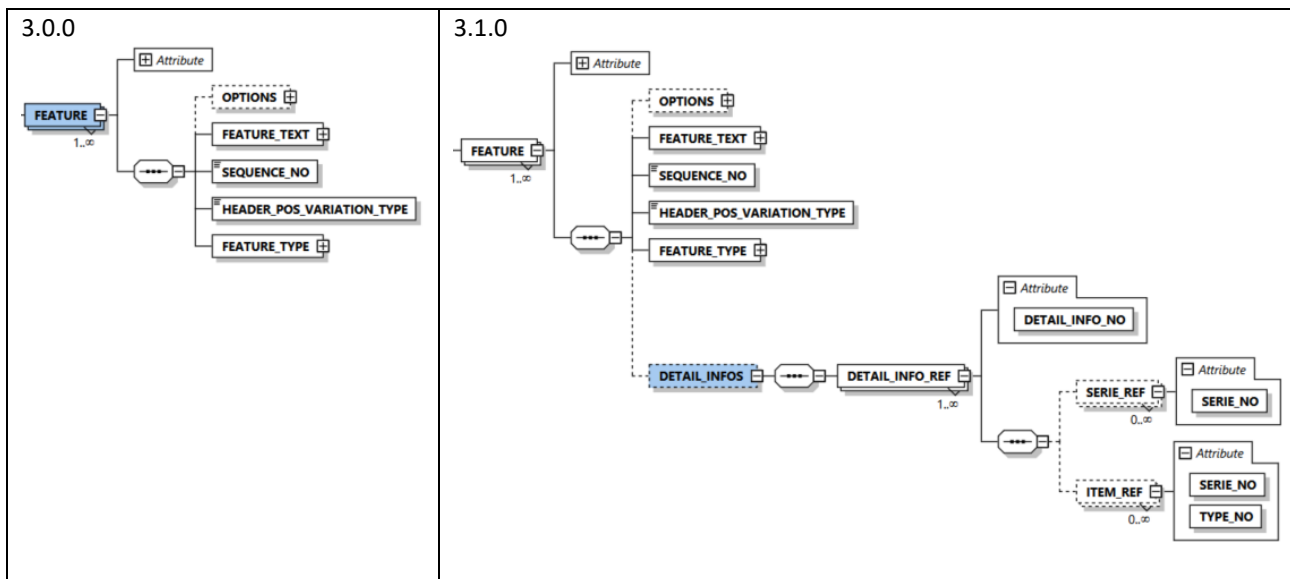 3.0.0
Attribute
OPTIONS
FEATURE
1..∞
FEATURE_TEXT
SEQUENCE_NO
HEADER_POS_VARIATION_TYPE
FEATURE_TYPE
3.1.0
Attribute
OPTIONS
FEATURE_TEXT
FEATURE
1..∞
SEQUENCE_NO
HEADER_POS_VARIATION_TYPE
FEATURE_TYPE
DETAIL_INFOS
DETAIL_INFO_REF
1..∞
Attribute
DETAIL_INFO_NO
SERIE_REF
0..∞
Attribute
SERIE_NO
ITEM_REF
0..∞
Attribute
SERIE_NO
TYPE_NO